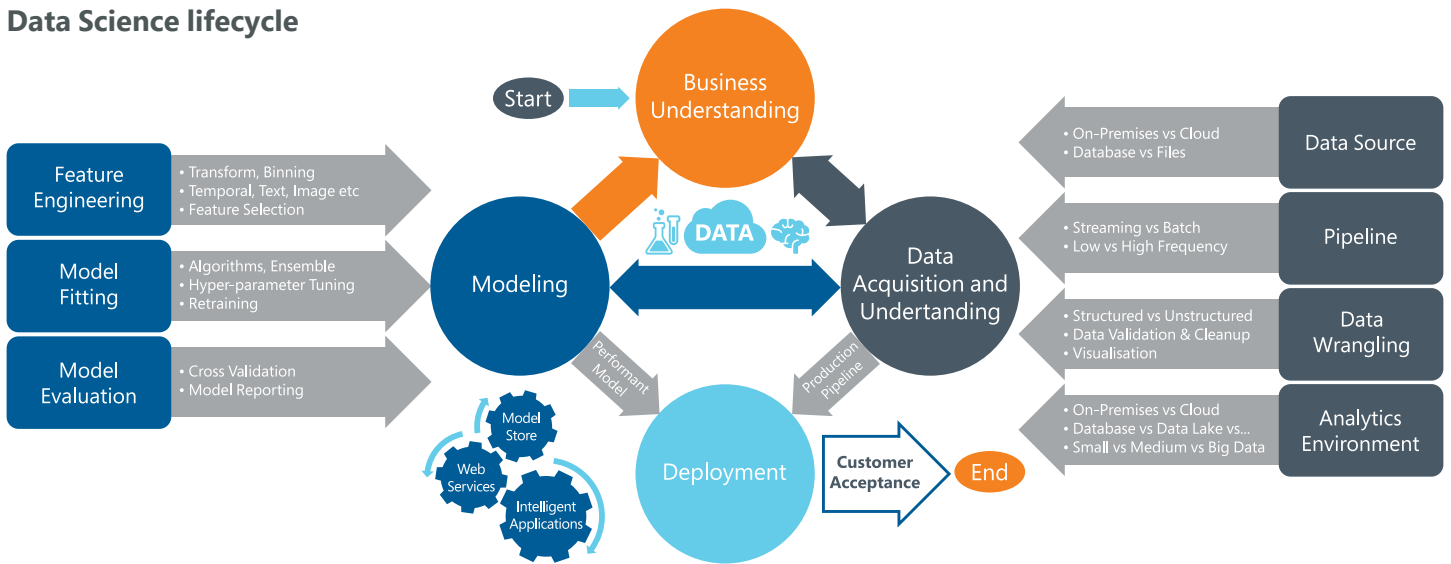 Data Science lifecycle
Start
Business
Understanding
Feature
Engineering
• Transform, Binning
• Temporal, Text, Image etc
• Feature Selection
Model
Fitting
• Algorithms, Ensemble
• Hyper-parameter Tuning
• Retraining
Model
Evaluation
• Cross Validation
• Model Reporting
Modeling
DATA
Data
Acquisition and
Undertanding
• On-Premises vs Cloud
• Database vs Files
Data Source
• Streaming vs Batch
• Low vs High Frequency
Pipeline
• Structured vs Unstructured
• Data Validation & Cleanup
• Visualisation
Data
Wrangling
• On-Premises vs Cloud
• Database vs Data Lake vs...
• Small vs Medium vs Big Data
Analytics
Environment
Performant
Model
Production
Pipeline
Model
Store
Web
Services
Intelligent
Applications
Deployment
Customer
Acceptance
End